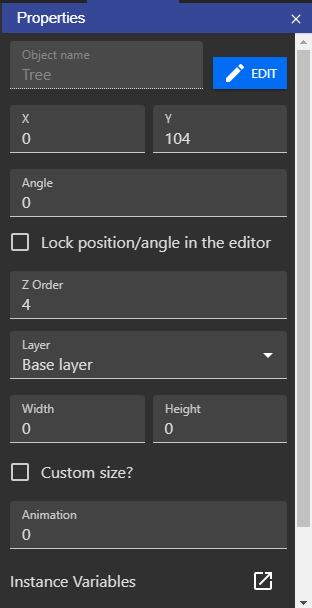 Properties
Object name
Tree
EDIT
X
0
Y
104
Angle
0
Lock position/angle in the editor
Z Order
4
Layer
Base layer
Width
0
Height
0
Custom size?
Animation
0
Instance Variables